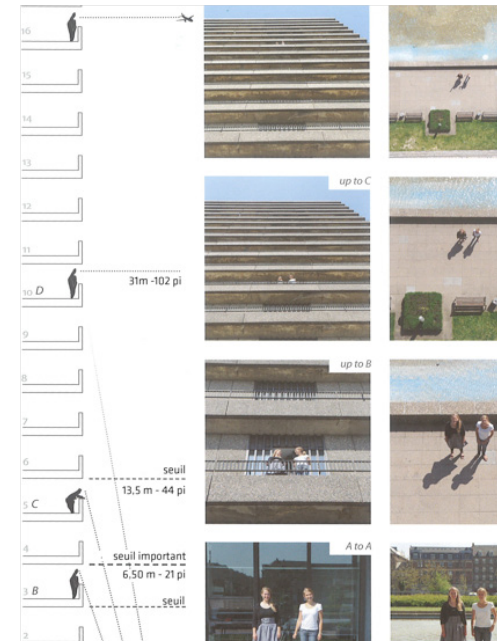 16
15
14
13
12
11
31m -102 pi
10 D
9
8
7
6
seuil
13,5 m - 44 pi
5 C
4
seuil important
6,50 m - 21 pi
3 B
seuil
2
up to C
up to B
A to A